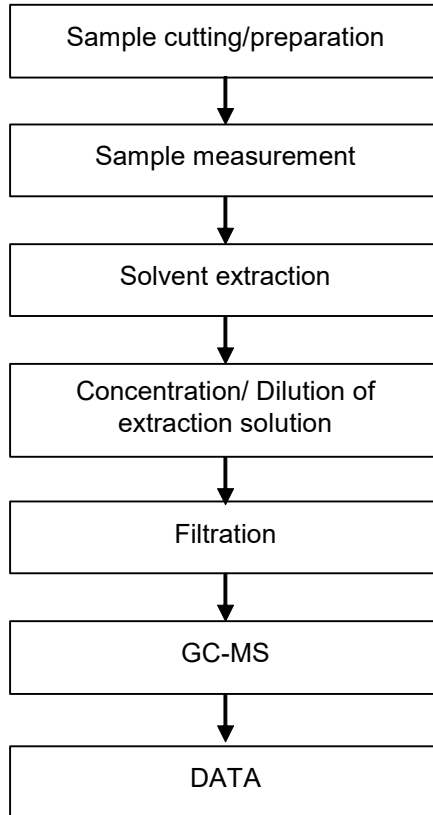 Sample cutting/preparation
Sample measurement
Solvent extraction
Concentration/ Dilution of
extraction solution
Filtration
GC-MS
DATA